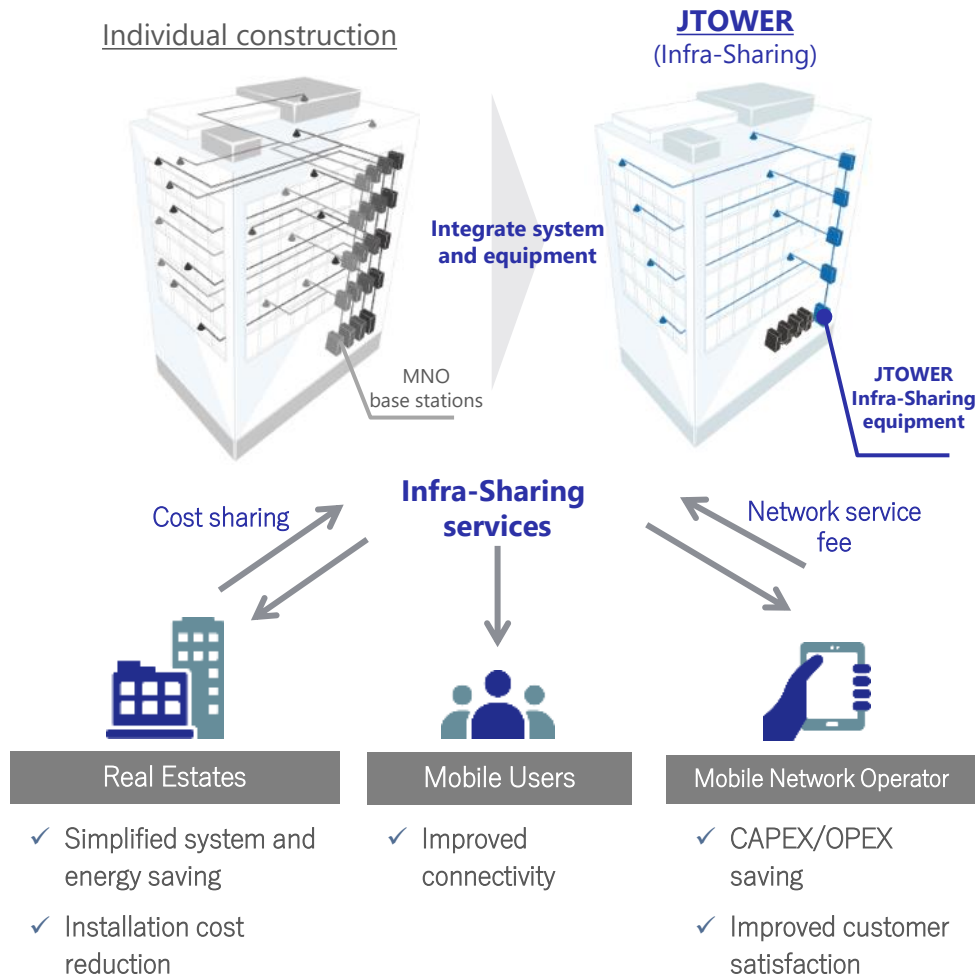 Individual construction
JTOWER
(Infra-Sharing)
Integrate system
and equipment
MNO
base stations
JTOWER
Infra-Sharing
equipment
Infra-Sharing
services
Cost sharing
Network service
fee
Real Estates
✓ Simplified system and
energy saving
✓ Installation cost
reduction
Mobile Users
✓ Improved
connectivity
Mobile Network Operator
✓ CAPEX/OPEX
saving
✓ Improved customer
satisfaction